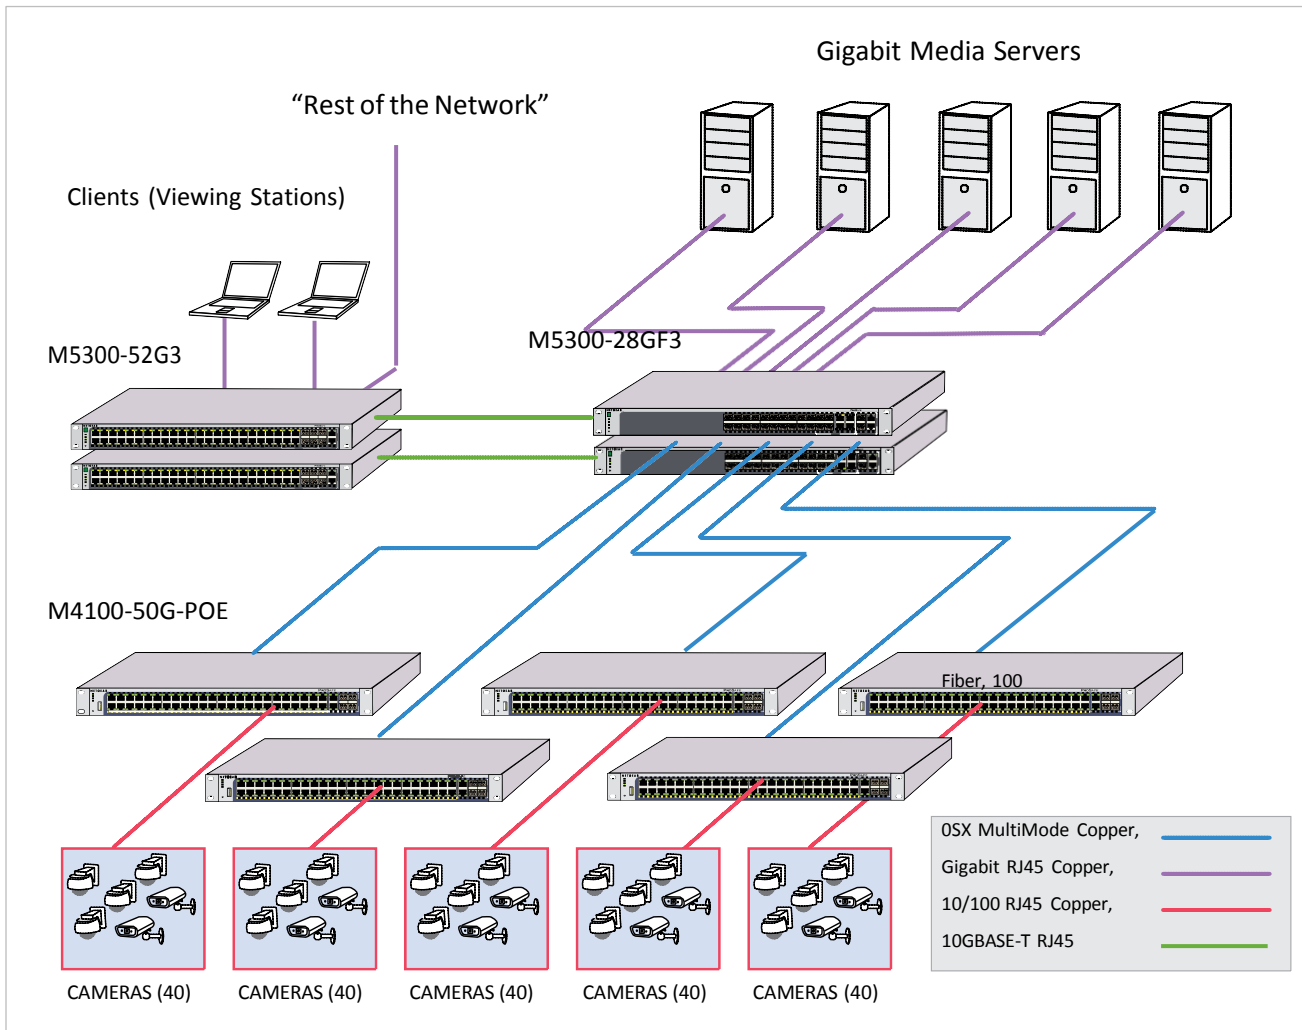 Gigabit Media Servers
“Rest of the Network”
Clients (Viewing Stations)
M5300-52G3
M5300-28GF3
M4100-50G-POE
Fiber, 100
0SX MultiMode Copper,
Gigabit RJ45 Copper,
10/100 RJ45 Copper,
10GBASE-T RJ45
CAMERAS (40)
CAMERAS (40)
CAMERAS (40)
CAMERAS (40)
CAMERAS (40)